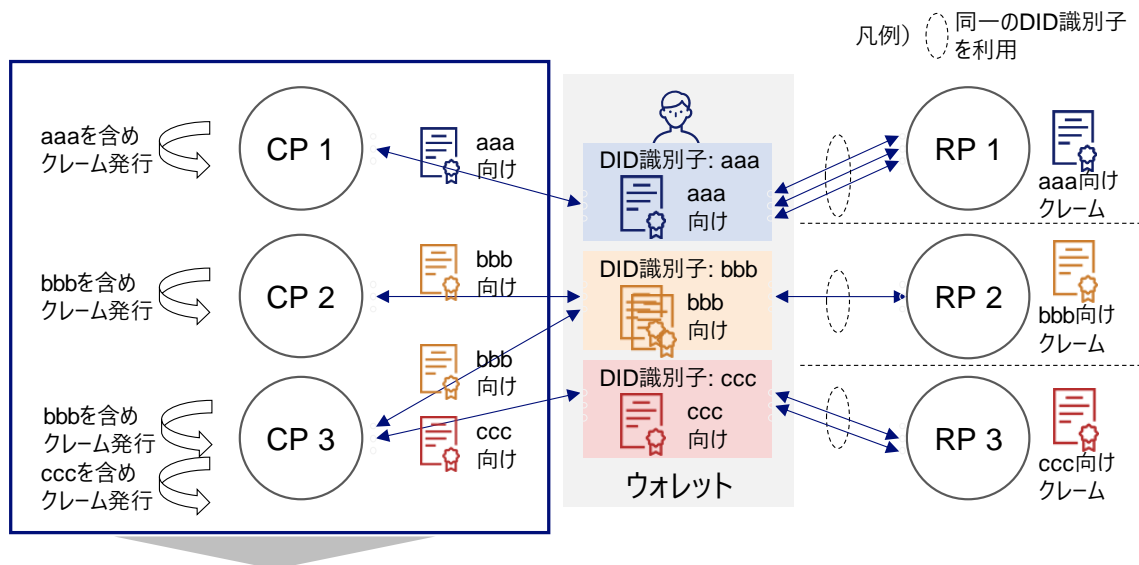 凡例）
同一のDID識別子
を利用
aaaを含め
クレーム発行
CP 1
aaa
向け
DID識別子: aaa
aaa
向け
RP 1
aaa向け
クレーム
bbbを含め
クレーム発行
CP 2
bbb
向け
DID識別子: bbb
bbb
向け
RP 2
bbb向け
クレーム
bbbを含め
クレーム発行
cccを含め
クレーム発行
CP 3
bbb
向け
ccc
向け
DID識別子: ccc
ccc
向け
ウォレット
RP 3
ccc向け
クレーム